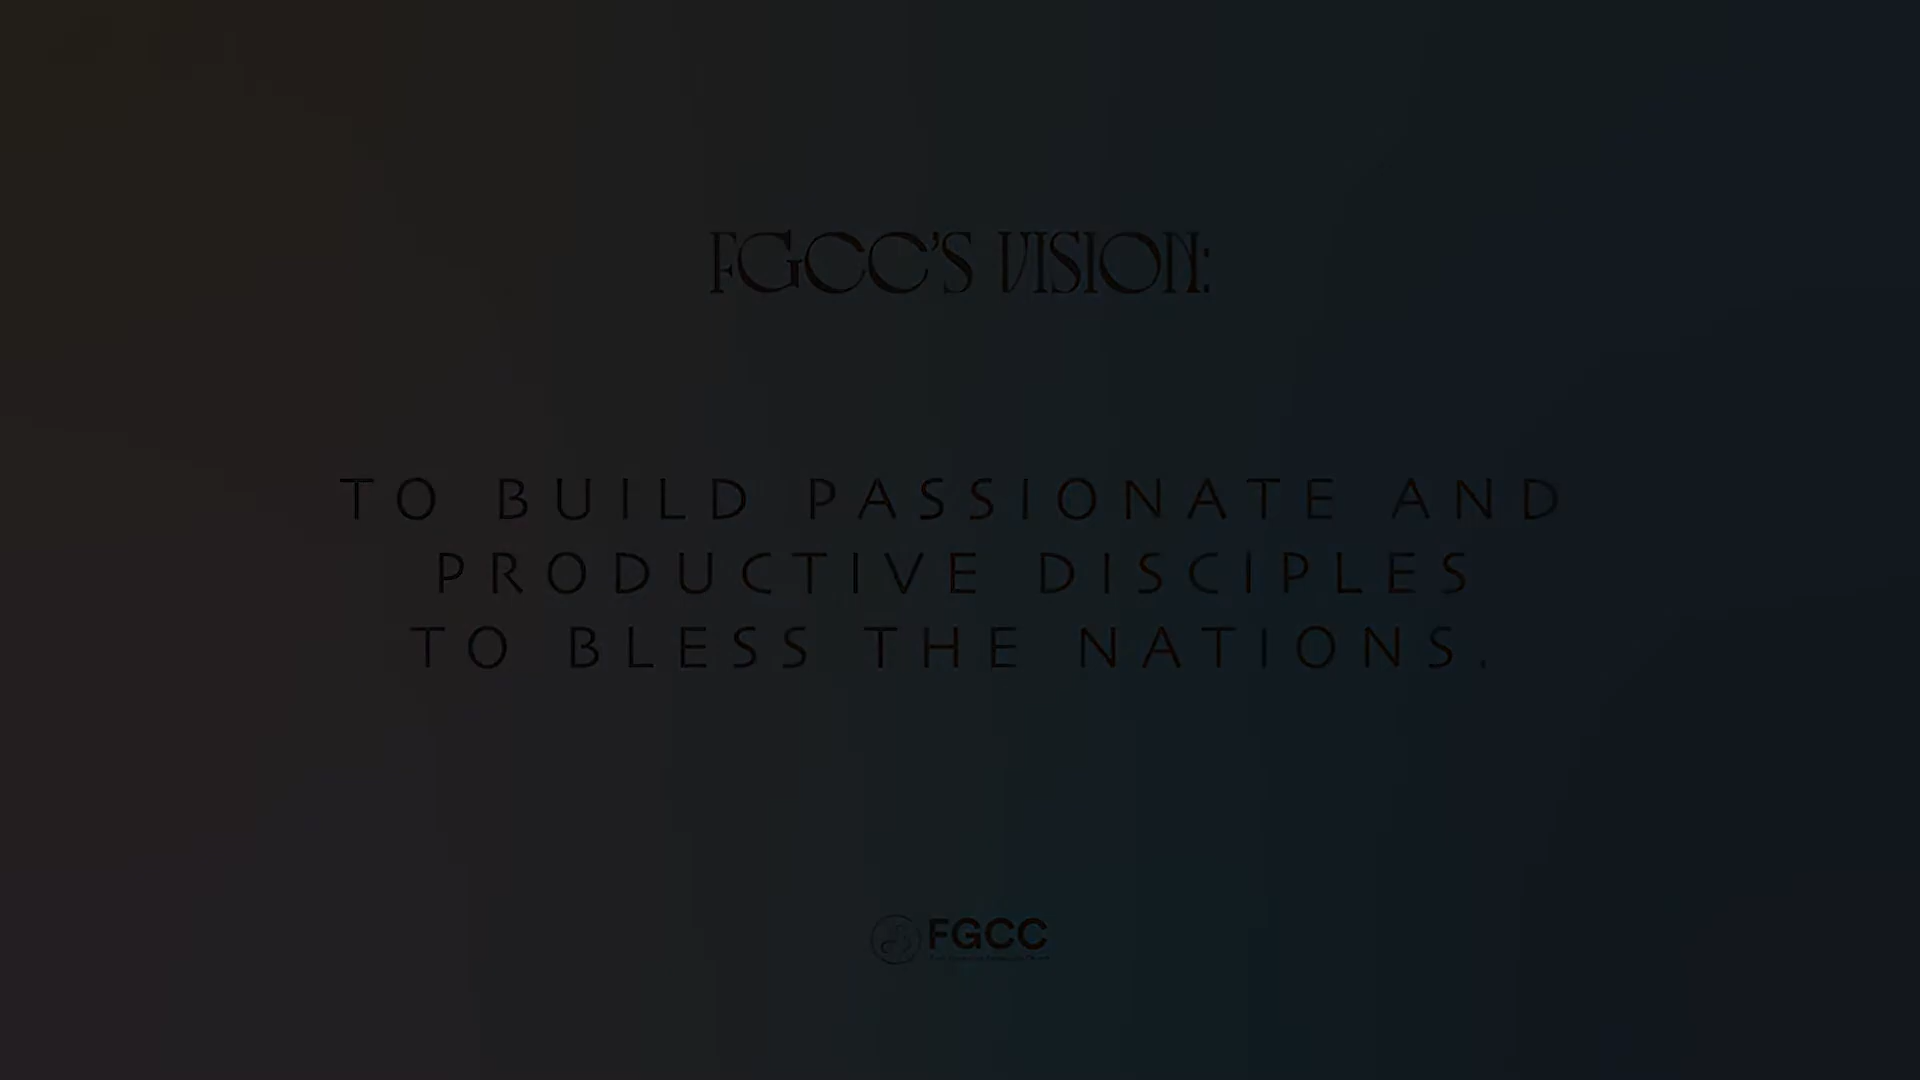 FGCC'S VISION:
TO BUILD PASSIONATE AND
PRODUCTIVE DISCIPLES
TO BLESS THE NATIONS.
FGCC